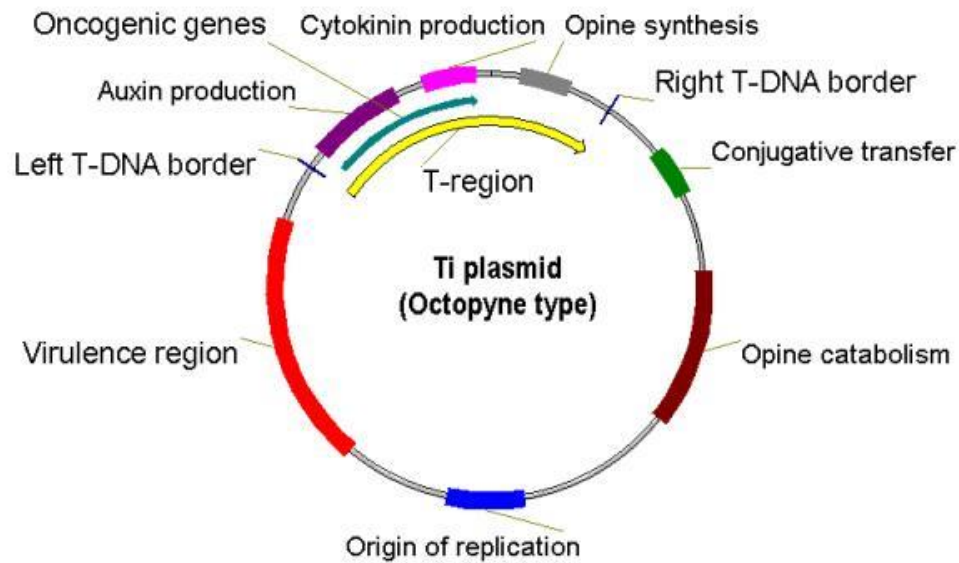 Oncogenic genes
Cytokinin production
Opine synthesis
Auxin production
Right T-DNA border
Left T-DNA border
Conjugative transfer
T-region
Ti plasmid
(Octopyne type)
Virulence region
Opine catabolism
Origin of replication